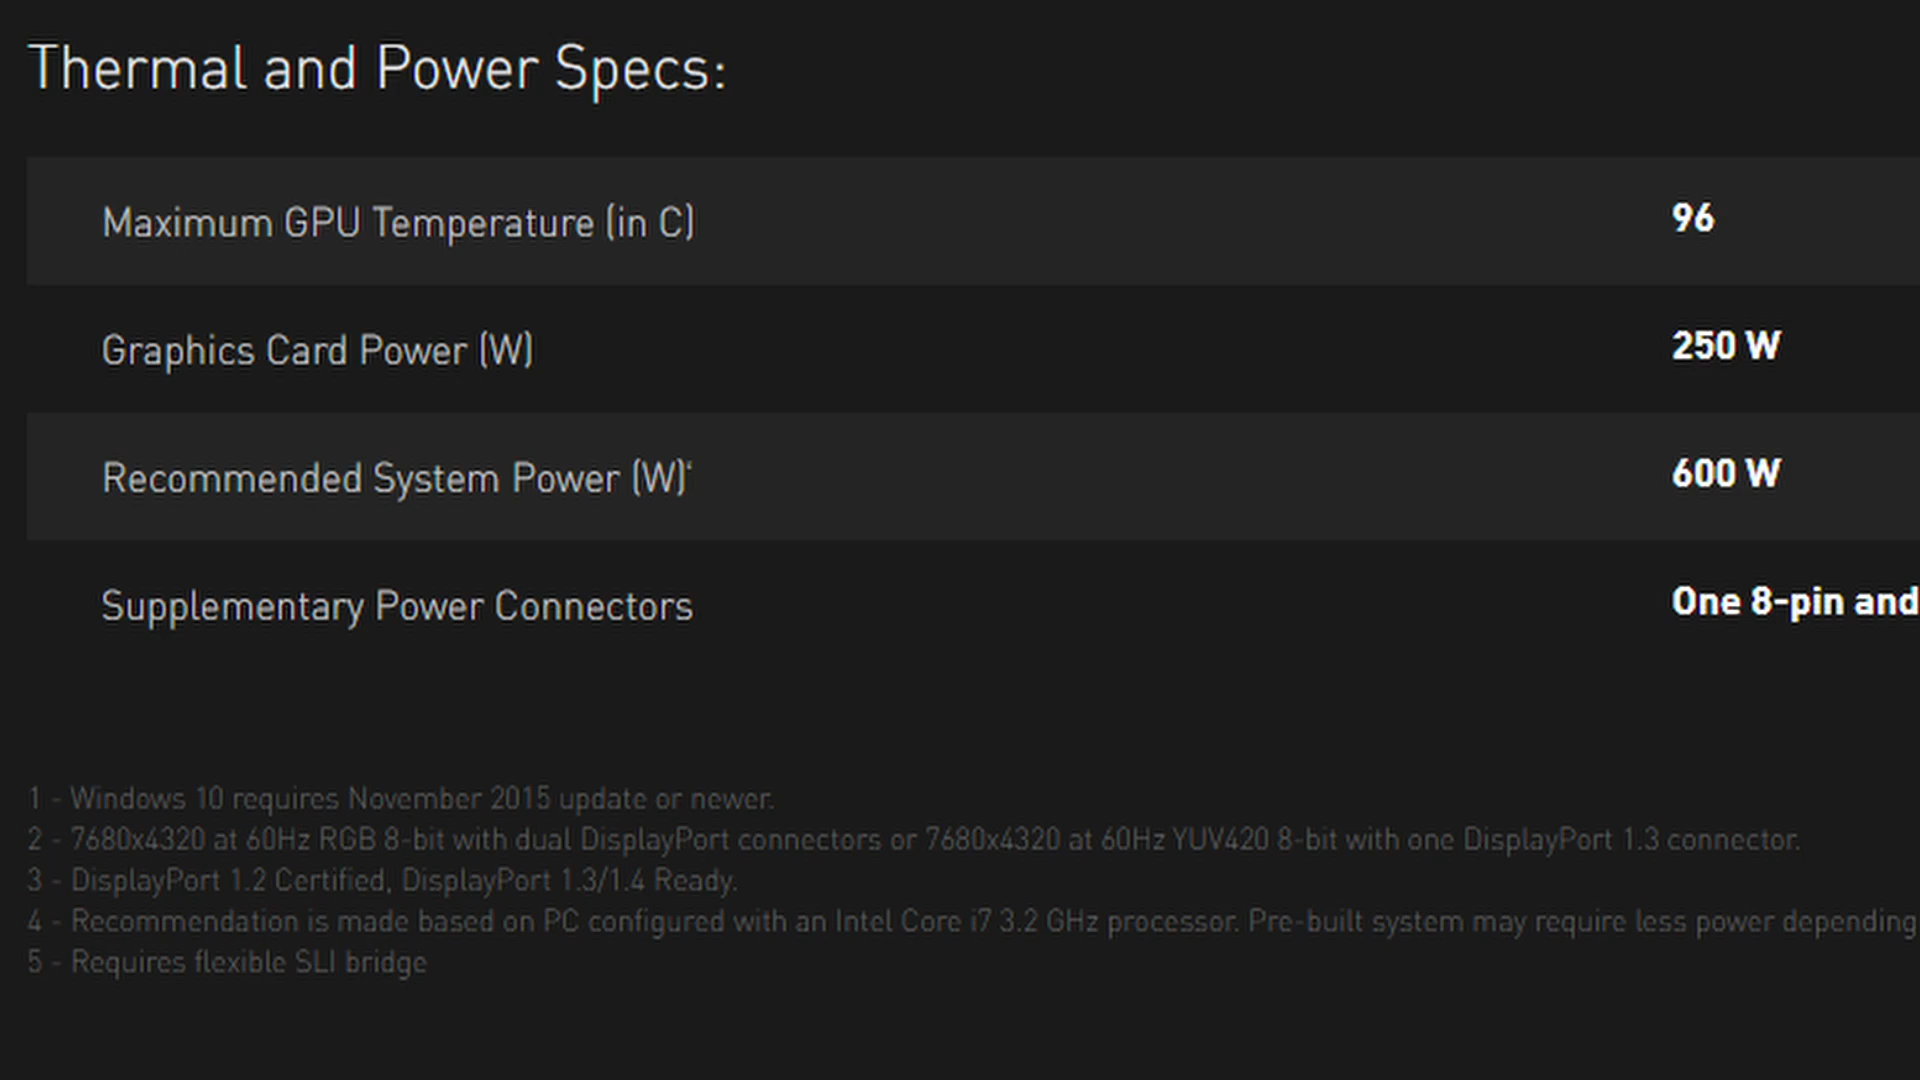 Thermal and Power Specs:
Maximum GPU Temperature (in C) 96
Graphics Card Power (W) 250 W
Recommended System Power (W)⁴ 600 W
Supplementary Power Connectors One 8-pin and
1 - Windows 10 requires November 2015 update or newer.
2 - 7680x4320 at 60Hz RGB 8-bit with dual DisplayPort connectors or 7680x4320 at 60Hz YUV420 8-bit with one DisplayPort 1.3 connector.
3 - DisplayPort 1.2 Certified, DisplayPort 1.3/1.4 Ready.
4 - Recommendation is made based on PC configured with an Intel Core i7 3.2 GHz processor. Pre-built system may require less power depending
5 - Requires flexible SLI bridge